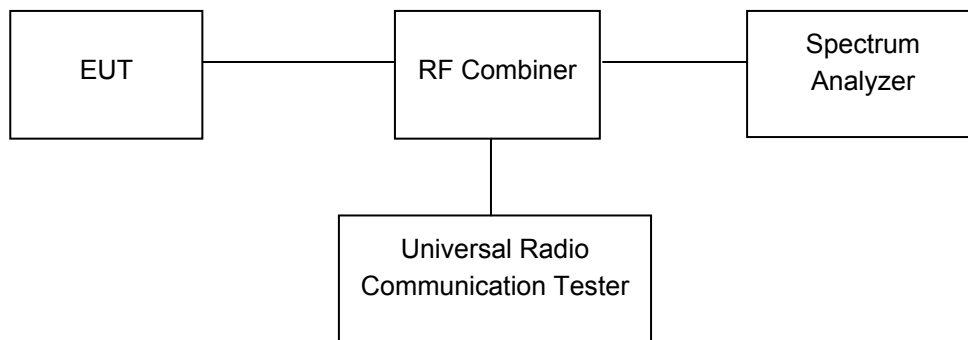 EUT
RF Combiner
Spectrum
Analyzer
Universal Radio
Communication Tester